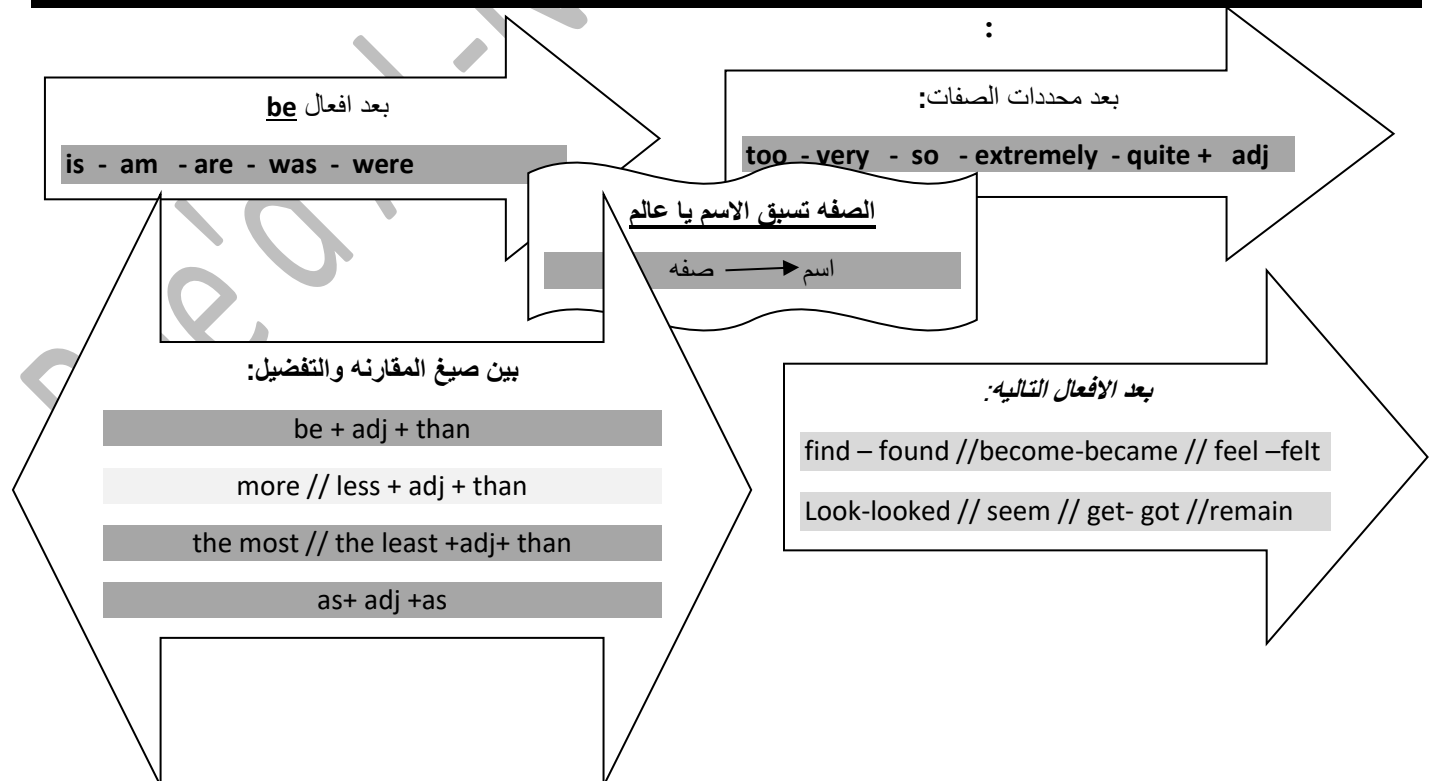 :
بعد افعال be
is - am - are - was - were
بعد محددات الصفات:
too - very - so - extremely - quite + adj
الصفه تسبق الاسم يا عالم
اسم → صفه
بين صيغ المقارنه والتفضيل:
be + adj + than
more // less + adj + than
the most // the least +adj+ than
as+ adj +as
بعد الافعال التاليه:
find – found //become-became // feel –felt
Look-looked // seem // get- got //remain